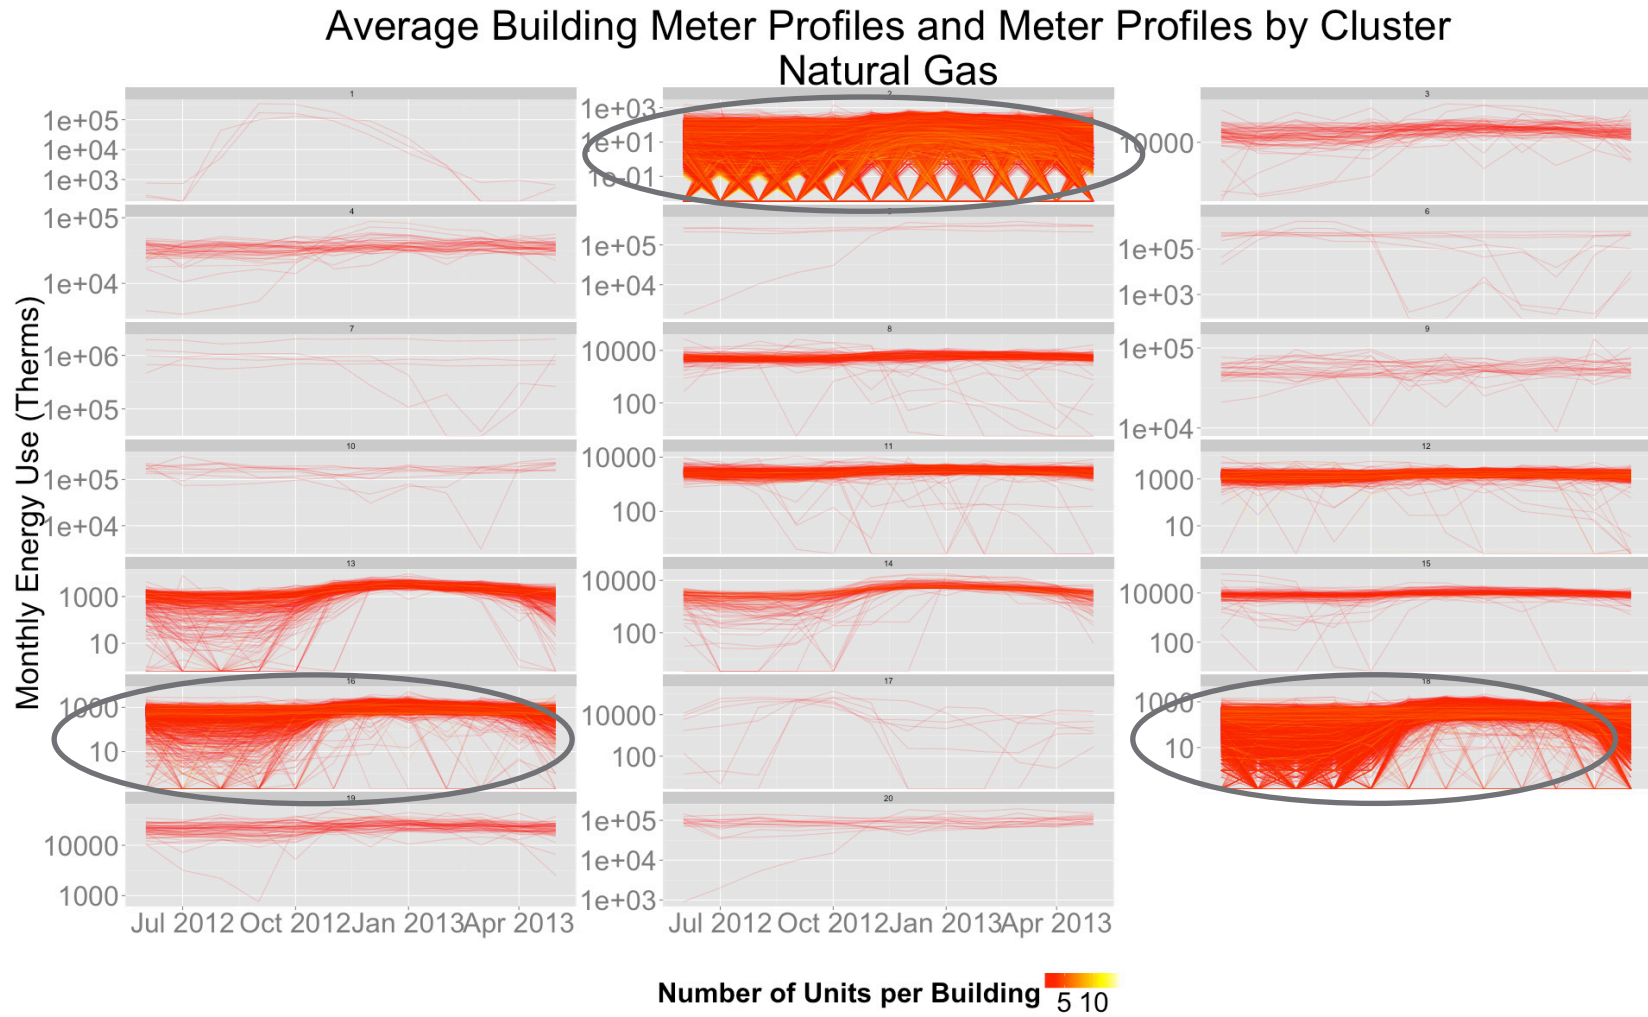 Average Building Meter Profiles and Meter Profiles by Cluster
Natural Gas
Monthly Energy Use (Therms)
1
1e+05
1e+04
1e+03
2
1e+03
1e+01
1e-01
3
10000
4
1e+05
1e+04
5
1e+05
1e+04
6
1e+05
1e+03
7
1e+06
1e+05
8
10000
100
9
1e+05
1e+04
10
1e+05
1e+04
11
10000
100
12
1000
10
13
1000
10
14
10000
100
15
10000
100
16
1000
10
17
10000
100
18
1000
10
19
10000
1000
20
1e+05
1e+04
1e+03
Jul 2012 Oct 2012 Jan 2013 Apr 2013
Jul 2012 Oct 2012 Jan 2013 Apr 2013
Number of Units per Building
5 10